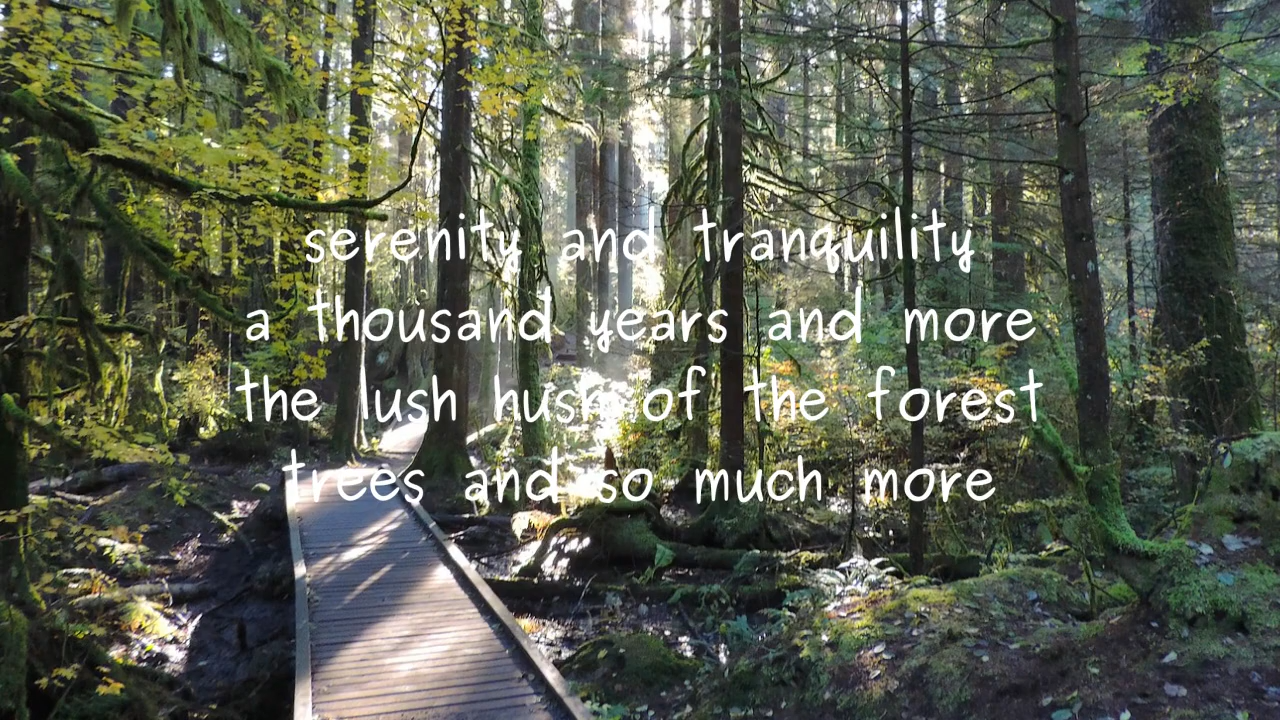 serenity and tranquility
a thousand years and more
the lush hush of the forest
trees and so much more